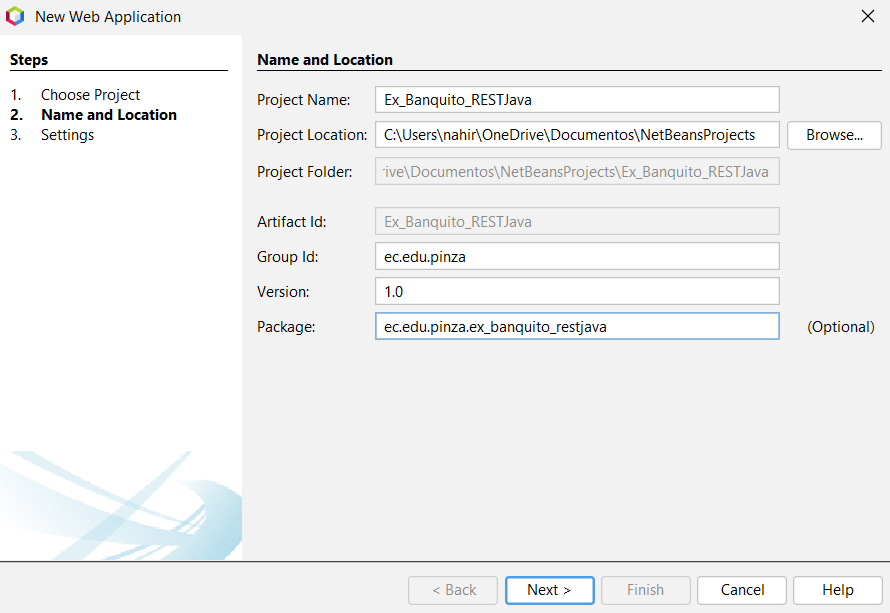 New Web Application
Steps
1. Choose Project
2. Name and Location
3. Settings
Name and Location
Project Name: Ex_Banquito_RESTJava
Project Location: C:\Users\nahir\OneDrive\Documentos\NetBeansProjects Browse...
Project Folder: ive\Documentos\NetBeansProjects\Ex_Banquito_RESTJava
Artifact Id: Ex_Banquito_RESTJava
Group Id: ec.edu.pinza
Version: 1.0
Package: ec.edu.pinza.ex_banquito_restjava (Optional)
< Back Next > Finish Cancel Help